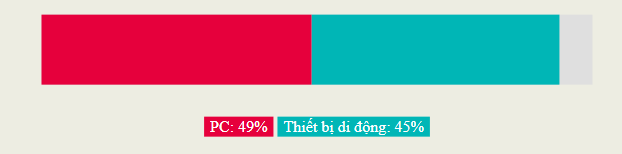 PC: 49% Thiết bị di động: 45%